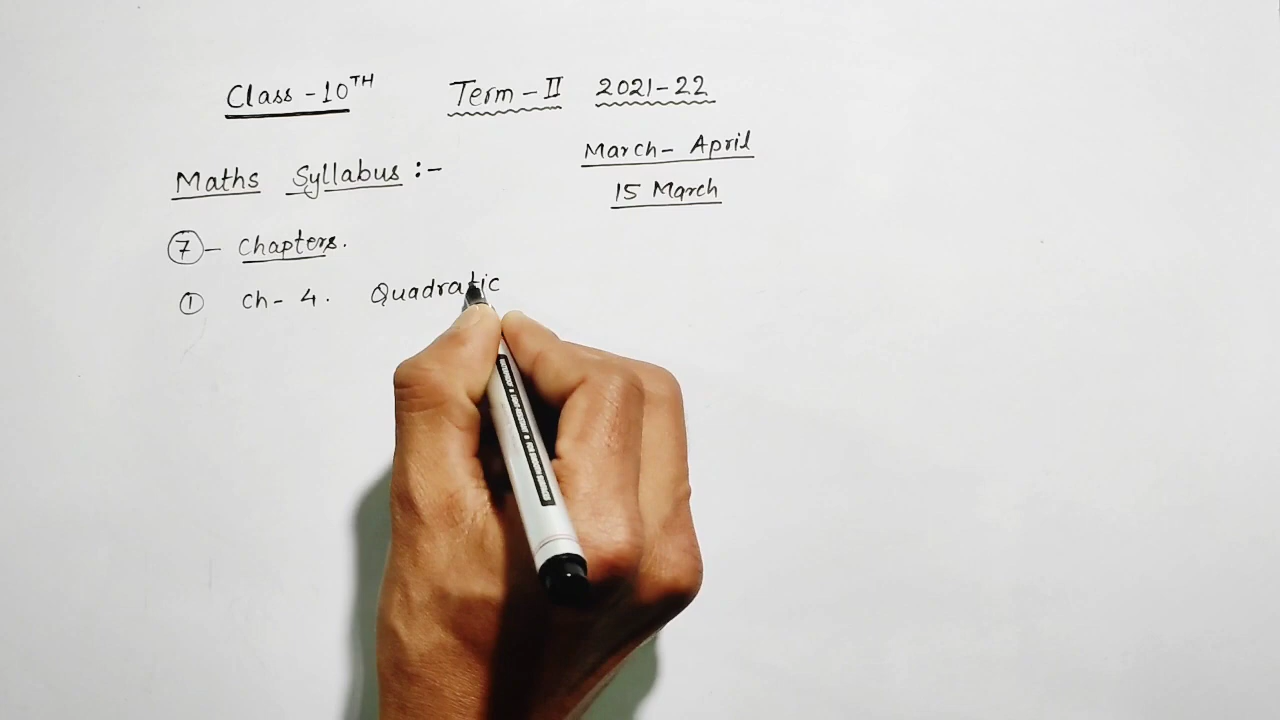 Class - 10TH Term - II 2021-22
March - April
Maths Syllabus :-
15 March
7 - Chapters.
1 Ch - 4. Quadratic